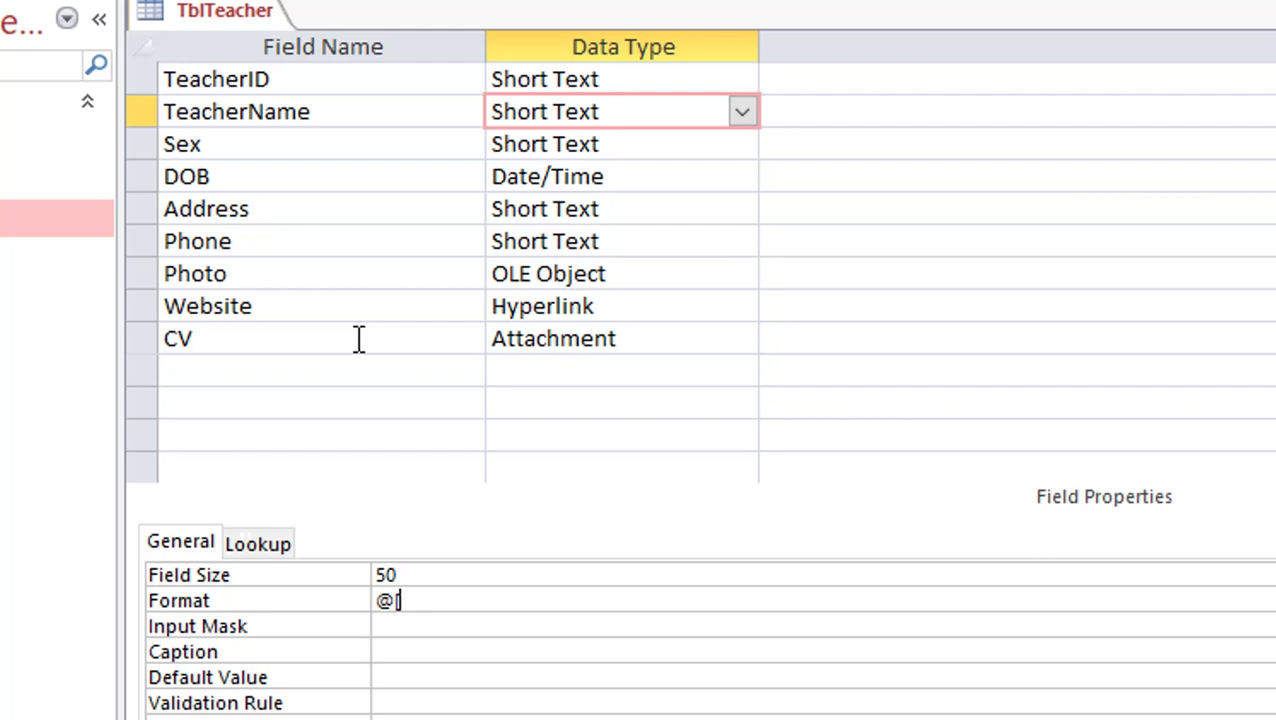 e...
TblTeacher
Field Name Data Type
TeacherID Short Text
TeacherName Short Text
Sex Short Text
DOB Date/Time
Address Short Text
Phone Short Text
Photo OLE Object
Website Hyperlink
CV Attachment
Field Properties
General Lookup
Field Size 50
Format @[
Input Mask
Caption
Default Value
Validation Rule